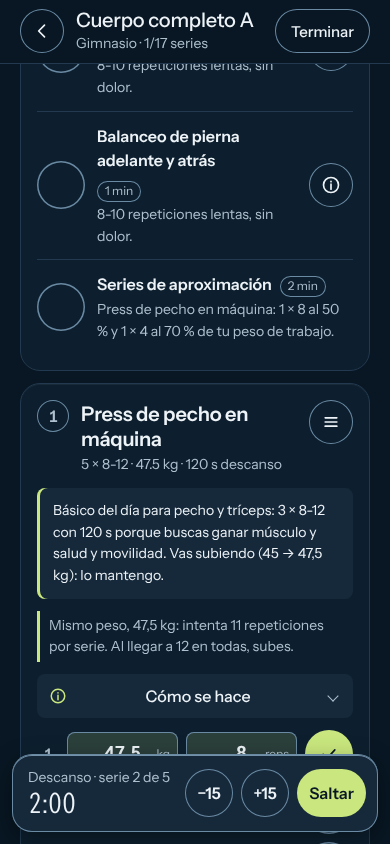 Cuerpo completo A
Gimnasio · 1/17 series
Terminar
8-10 repeticiones lentas, sin
dolor.
Balanceo de pierna
adelante y atrás
1 min
8-10 repeticiones lentas, sin
dolor.
Series de aproximación 2 min
Press de pecho en máquina: 1 × 8 al 50
% y 1 × 4 al 70 % de tu peso de trabajo.
1 Press de pecho en
máquina
5 × 8-12 · 47.5 kg · 120 s descanso
Básico del día para pecho y tríceps: 3 × 8-12
con 120 s porque buscas ganar músculo y
salud y movilidad. Vas subiendo (45 → 47,5
kg): lo mantengo.
Mismo peso, 47,5 kg: intenta 11 repeticiones
por serie. Al llegar a 12 en todas, subes.
Cómo se hace
1 47.5 kg 8 reps
Descanso · serie 2 de 5
2:00
−15
+15
Saltar